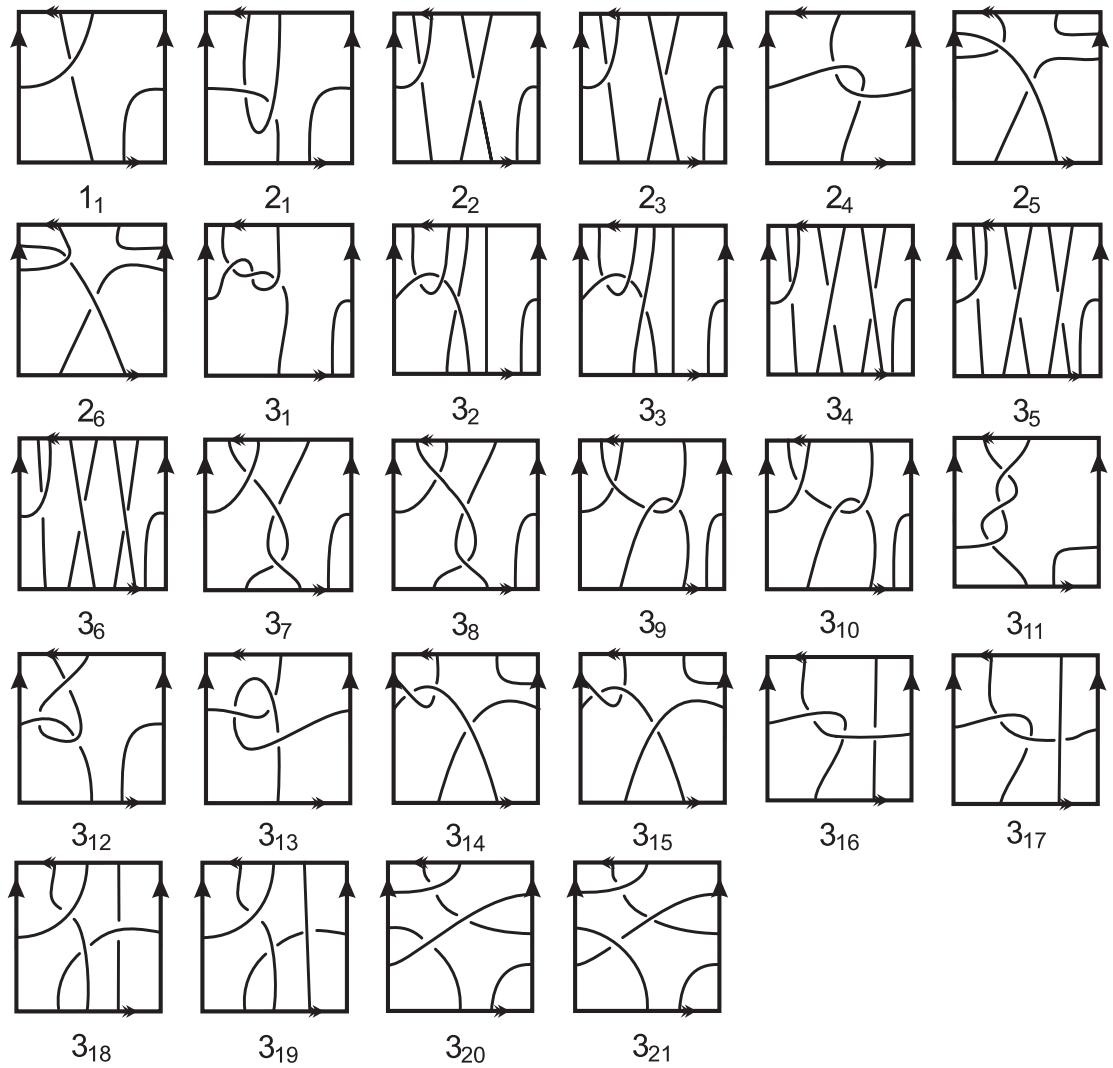 1₁ 2₁ 2₂ 2₃ 2₄ 2₅
2₆ 3₁ 3₂ 3₃ 3₄ 3₅
3₆ 3₇ 3₈ 3₉ 3₁₀ 3₁₁
3₁₂ 3₁₃ 3₁₄ 3₁₅ 3₁₆ 3₁₇
3₁₈ 3₁₉ 3₂₀ 3₂₁